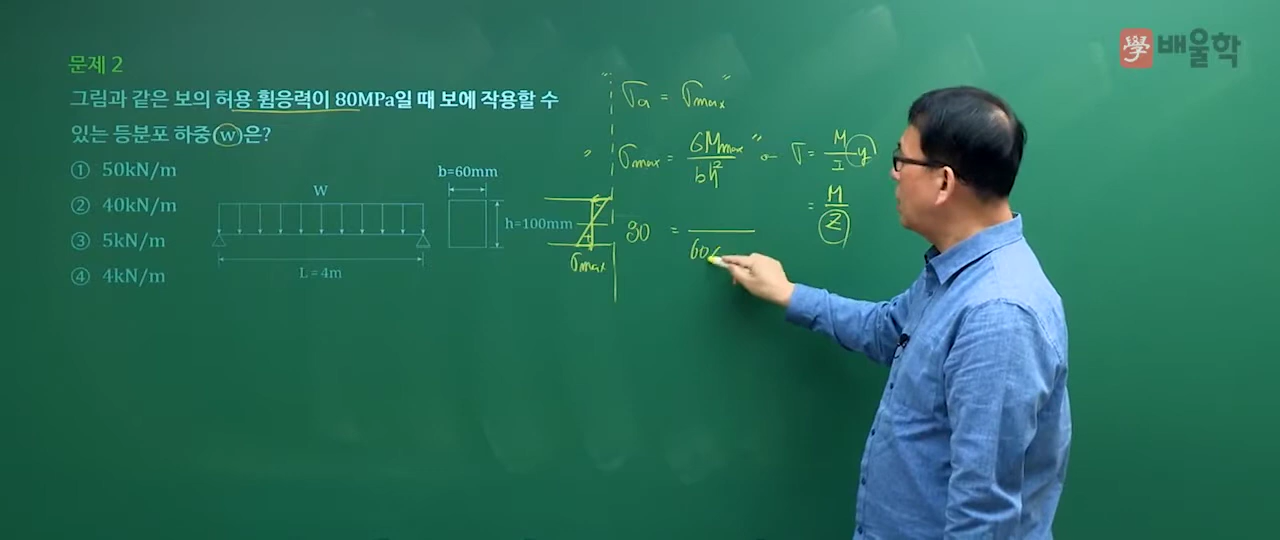 學 배울학
문제 2
그림과 같은 보의 허용 휨응력이 80MPa일 때 보에 작용할 수
있는 등분포 하중(w)은?
① 50kN/m
② 40kN/m
③ 5kN/m
④ 4kN/m
W
L=4m
b=60mm
h=100mm
" σa = σmax "
" σmax = 6Mmax / bh² " ← σ = M/I y
= M/Z
σmax
80 = / 60